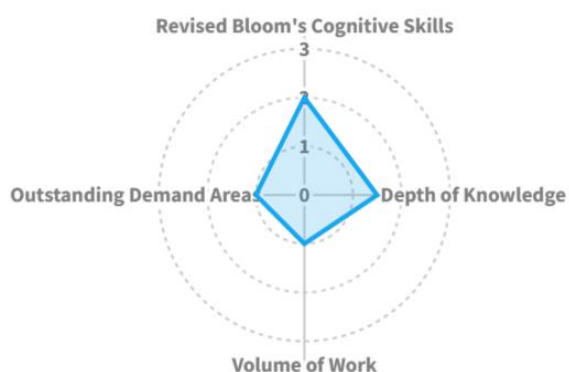 Revised Bloom's Cognitive Skills
3
2
1
Outstanding Demand Areas 0 Depth of Knowledge
Volume of Work